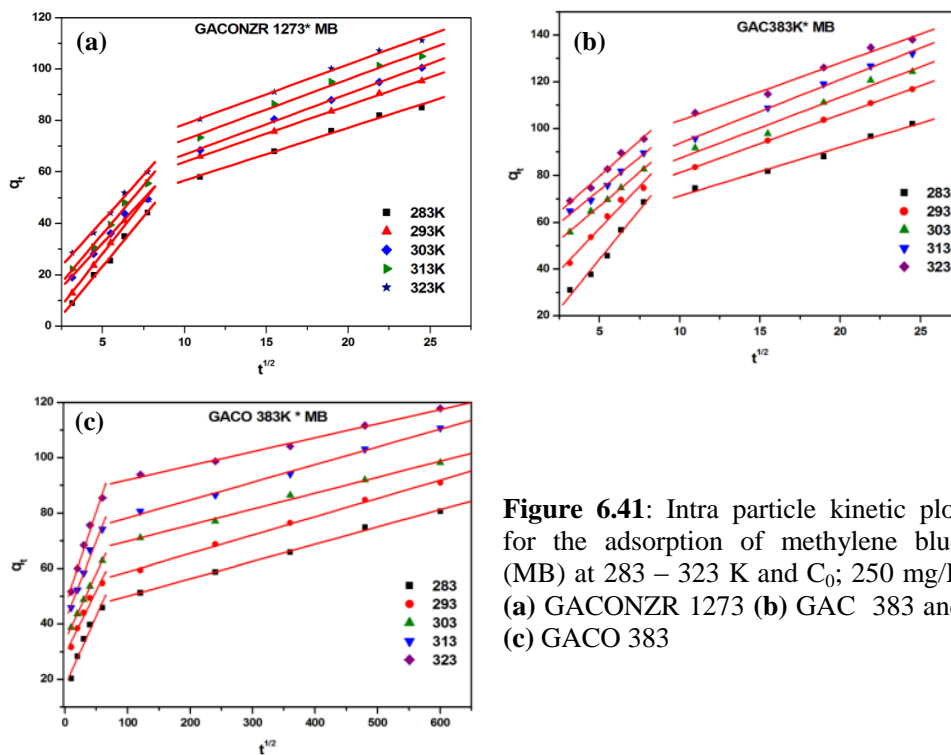 (a)
GACONZR 1273* MB
120
100
80
60
40
20
0
5
10
15
20
25
q_t
t^{1/2}
283K
293K
303K
313K
323K
(b)
GAC383K* MB
160
140
120
100
80
60
40
20
5
10
15
20
25
q_t
t^{1/2}
283
293
303
313
323
(c)
GACO 383K * MB
120
100
80
60
40
20
0
100
200
300
400
500
600
q_t
t^{1/2}
283
293
303
313
323
Figure 6.41: Intra particle kinetic plo
for the adsorption of methylene blu
(MB) at 283 – 323 K and C₀; 250 mg/
(a) GACONZR 1273 (b) GAC 383 an
(c) GACO 383